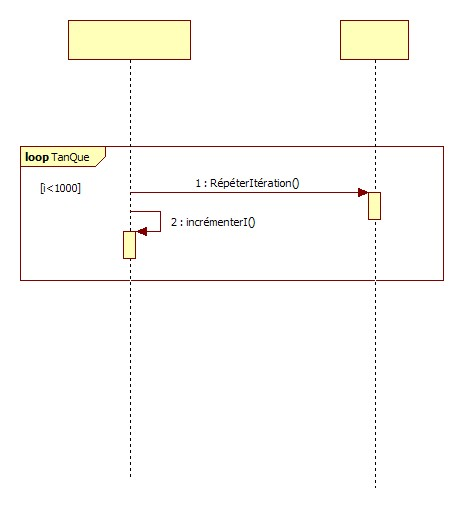 loop TanQue
[i<1000]
1 : RépéterItération()
2 : incrémenterI()